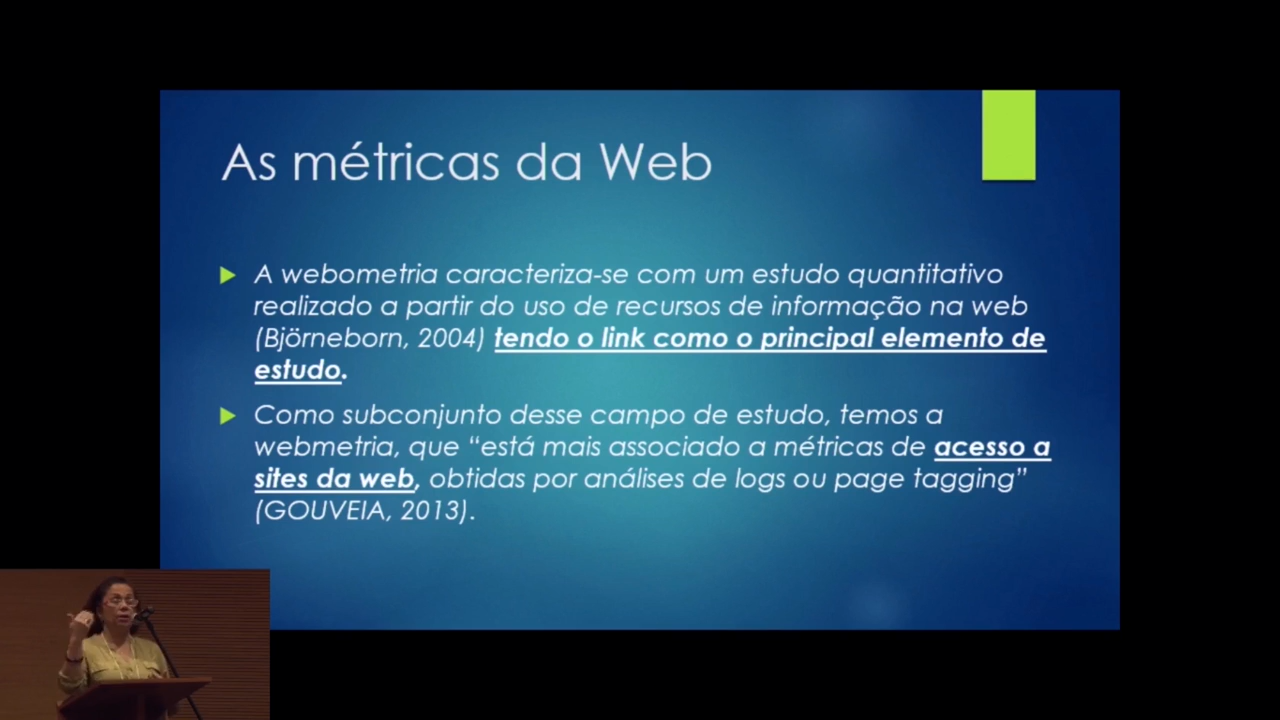 As métricas da Web
A webometria caracteriza-se com um estudo quantitativo
realizado a partir do uso de recursos de informação na web
(Björneborn, 2004) tendo o link como o principal elemento de
estudo.
Como subconjunto desse campo de estudo, temos a
webmetria, que “está mais associado a métricas de acesso a
sites da web, obtidas por análises de logs ou page tagging”
(GOUVEIA, 2013).